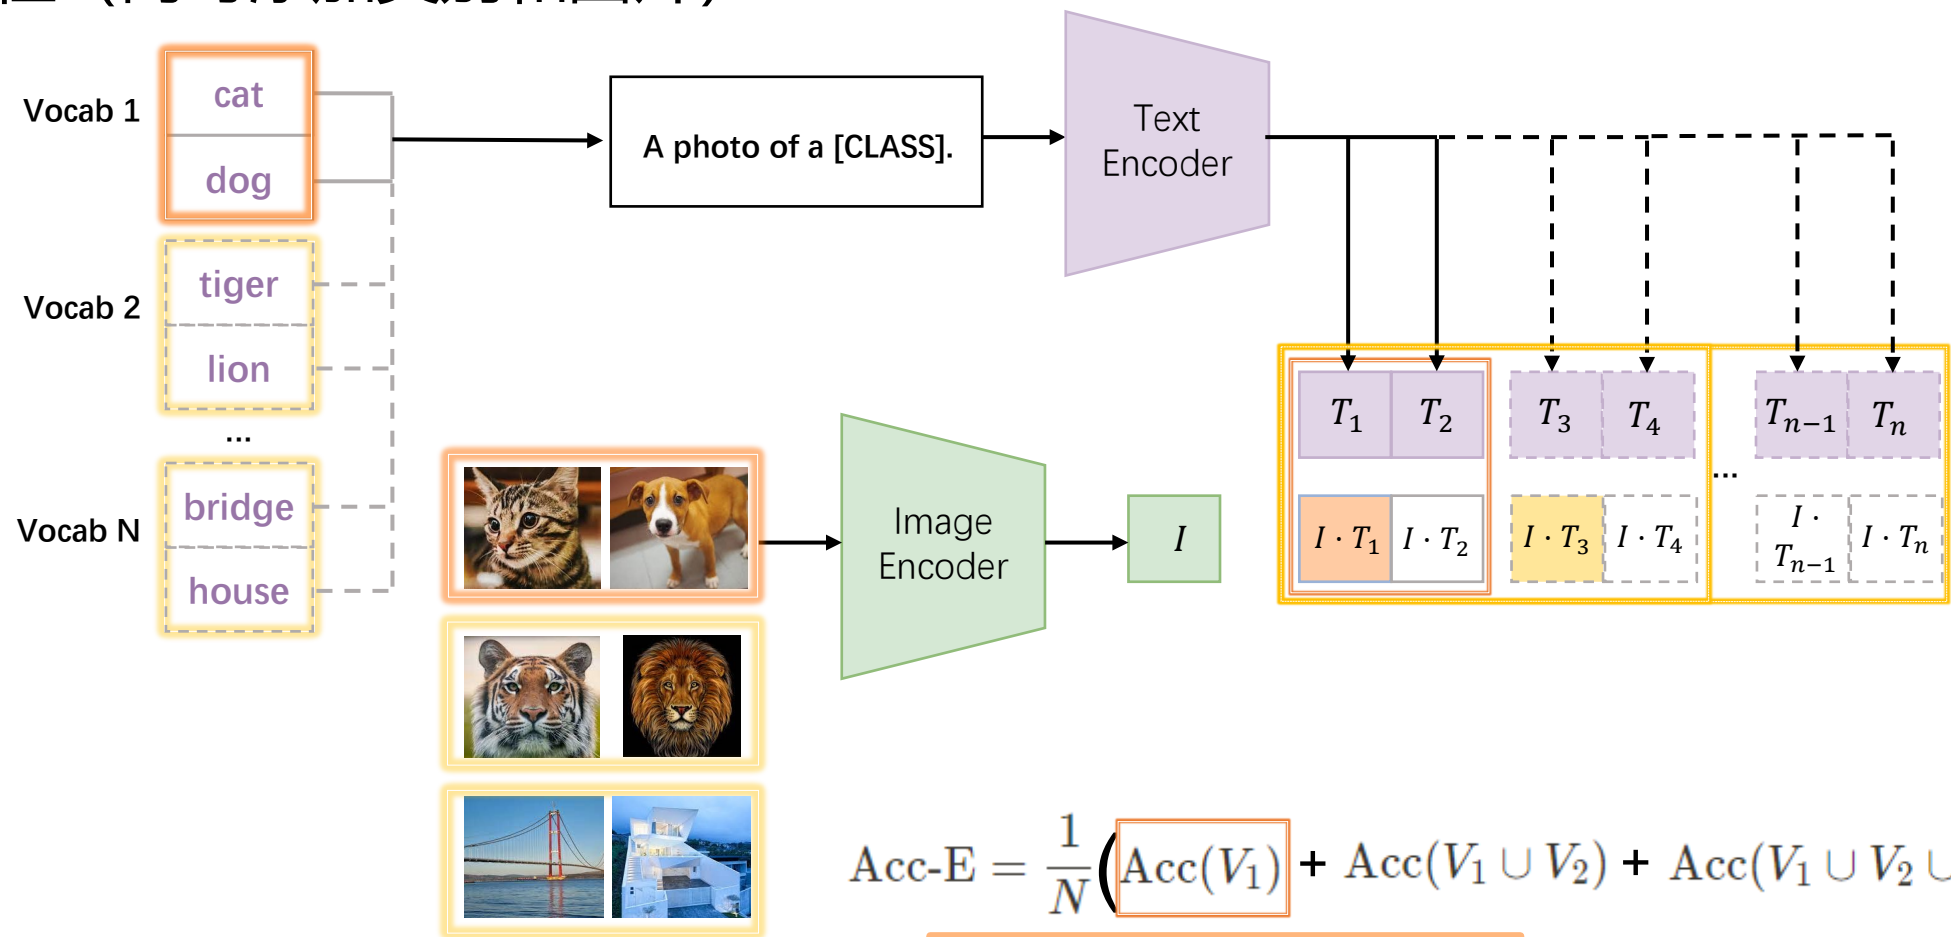 Vocab 1
cat
dog
Vocab 2
tiger
lion
...
Vocab N
bridge
house
A photo of a [CLASS].
Text
Encoder
Image
Encoder
I
T₁ T₂ T₃ T₄ ... Tₙ₋₁ Tₙ
I · T₁ I · T₂ I · T₃ I · T₄ I · Tₙ₋₁ I · Tₙ
Acc-E = 1/N (Acc(V₁) + Acc(V₁ ∪ V₂) + Acc(V₁ ∪ V₂ ∪